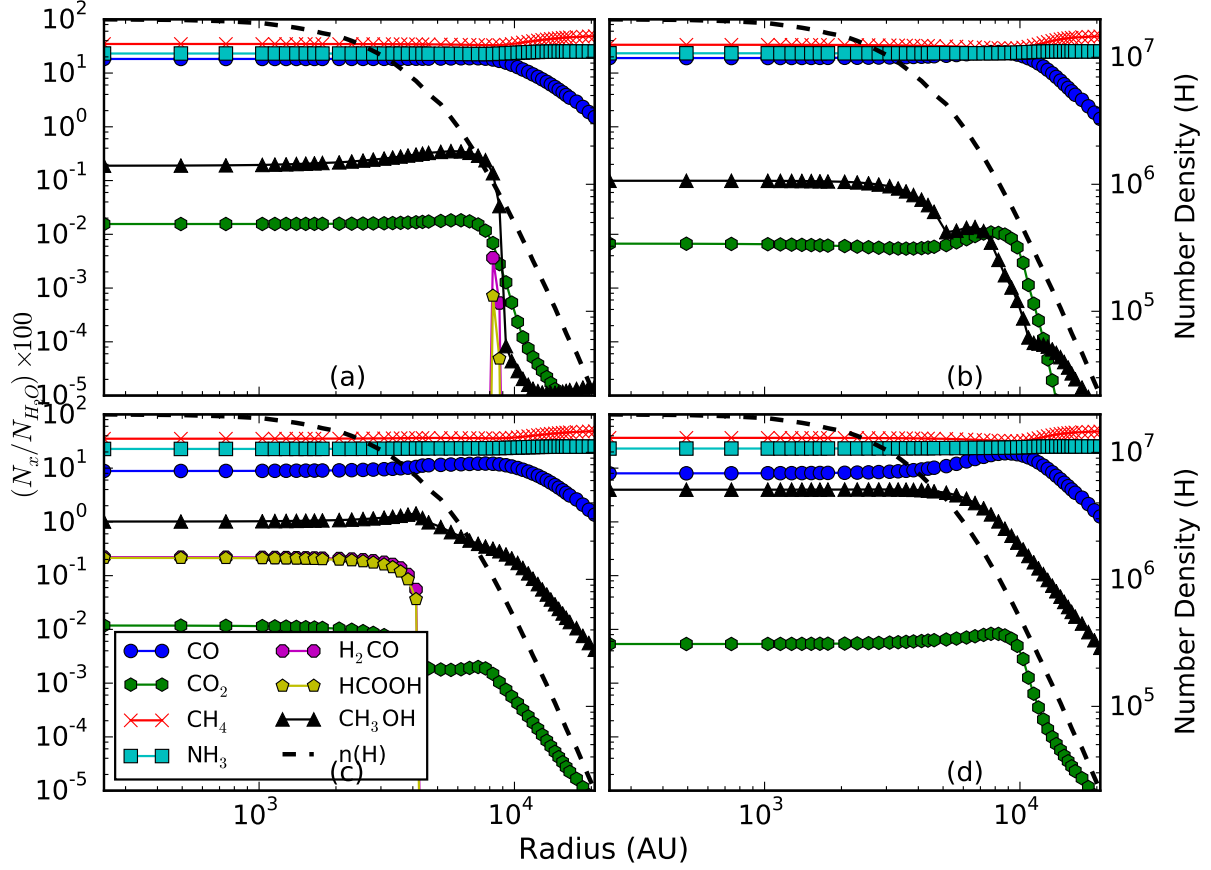 10²
10¹
10⁰
10⁻¹
10⁻²
10⁻³
10⁻⁴
10⁻⁵
(a)
(b)
10⁷
10⁶
10⁵
Number Density (H)
(N_x/N_{H₂O}) ×100
10²
10¹
10⁰
10⁻¹
10⁻²
10⁻³
10⁻⁴
10⁻⁵
CO
CO₂
CH₄
NH₃
H₂CO
HCOOH
CH₃OH
n(H)
(c)
(d)
10⁷
10⁶
10⁵
Number Density (H)
10³ 10⁴ 10³ 10⁴
Radius (AU)